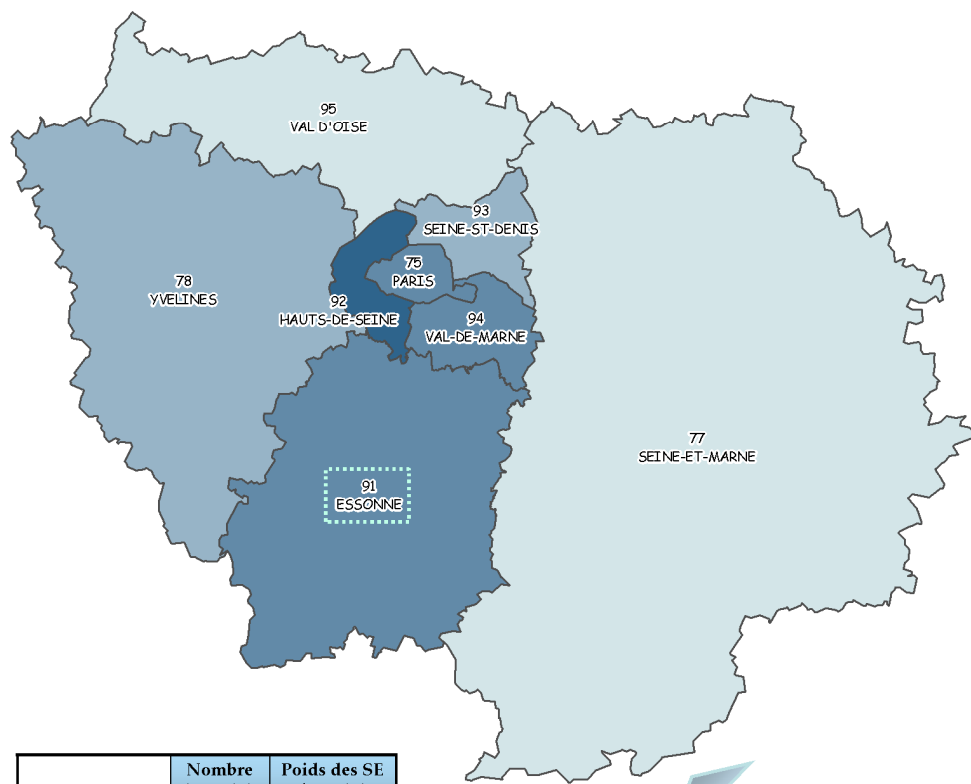 95
VAL D'OISE
93
SEINE-ST-DENIS
75
PARIS
78
YVELINES
92
HAUTS-DE-SEINE
94
VAL-DE-MARNE
77
SEINE-ET-MARNE
91
ESSONNE
Nombre
Poids des SE